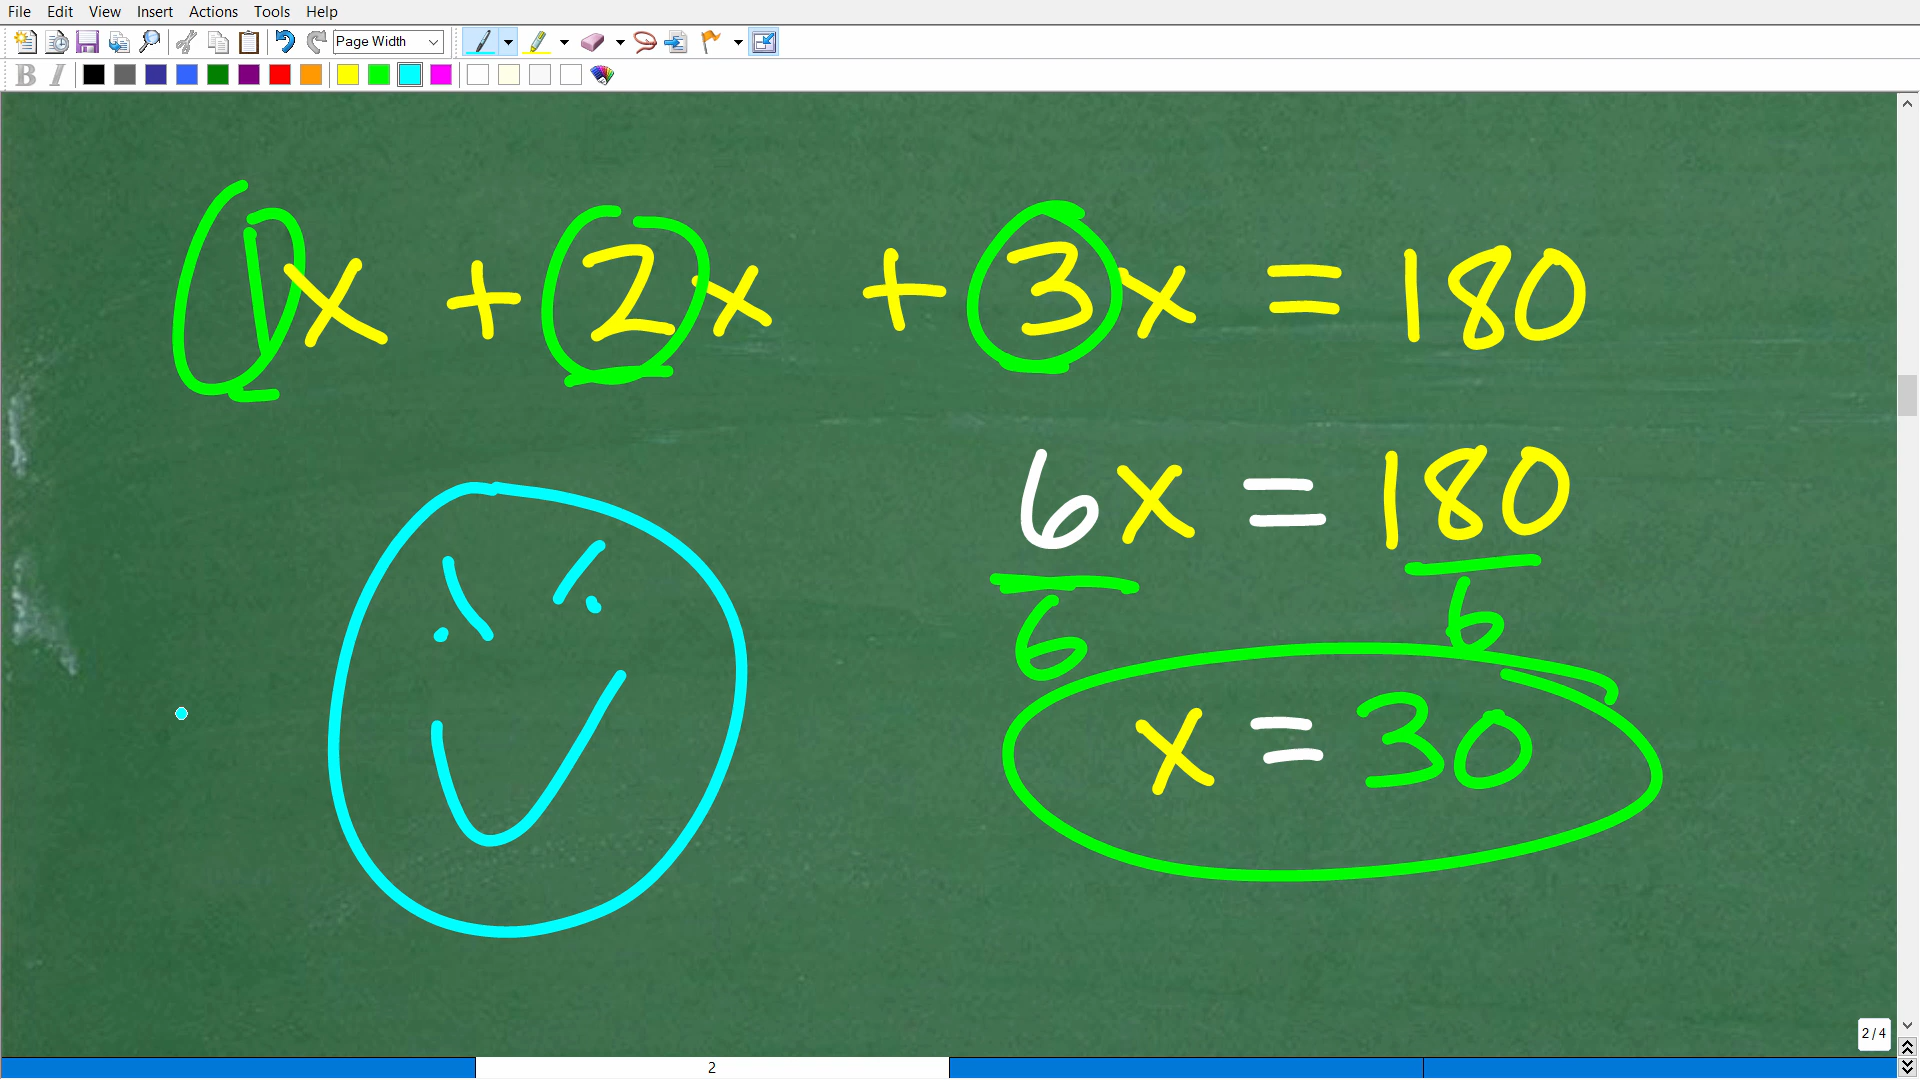 File Edit View Insert Actions Tools Help
Page Width
B I
1x + 2x + 3x = 180
6x = 180
6 6
x = 30
2 / 4
2